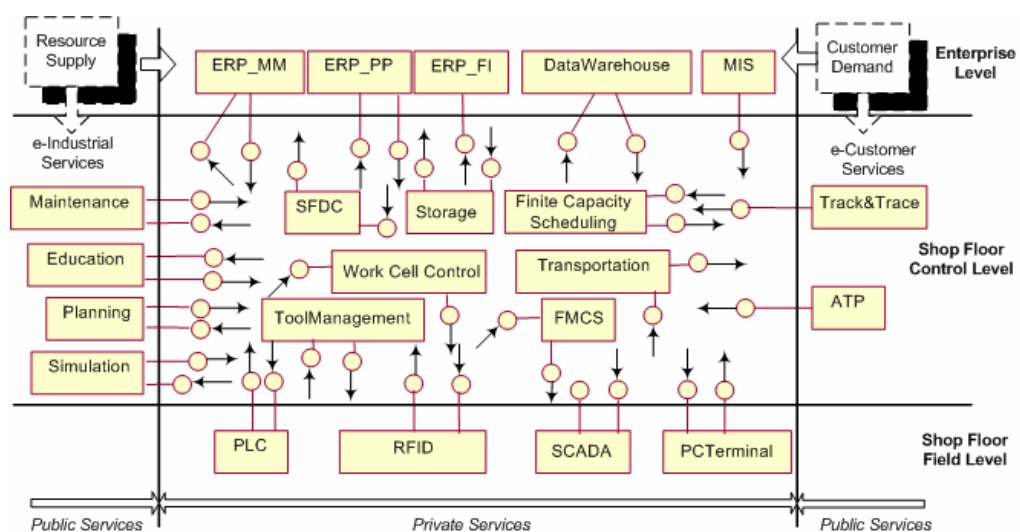 Resource
Supply
ERP_MM
ERP_PP
ERP_FI
DataWarehouse
MIS
Customer
Demand
Enterprise
Level
e-Industrial
Services
e-Customer
Services
Maintenance
SFDC
Storage
Finite Capacity
Scheduling
Track&Trace
Shop Floor
Control Level
Education
Work Cell Control
Transportation
Planning
ToolManagement
FMCS
ATP
Simulation
PLC
RFID
SCADA
PCTerminal
Shop Floor
Field Level
Public Services
Private Services
Public Services